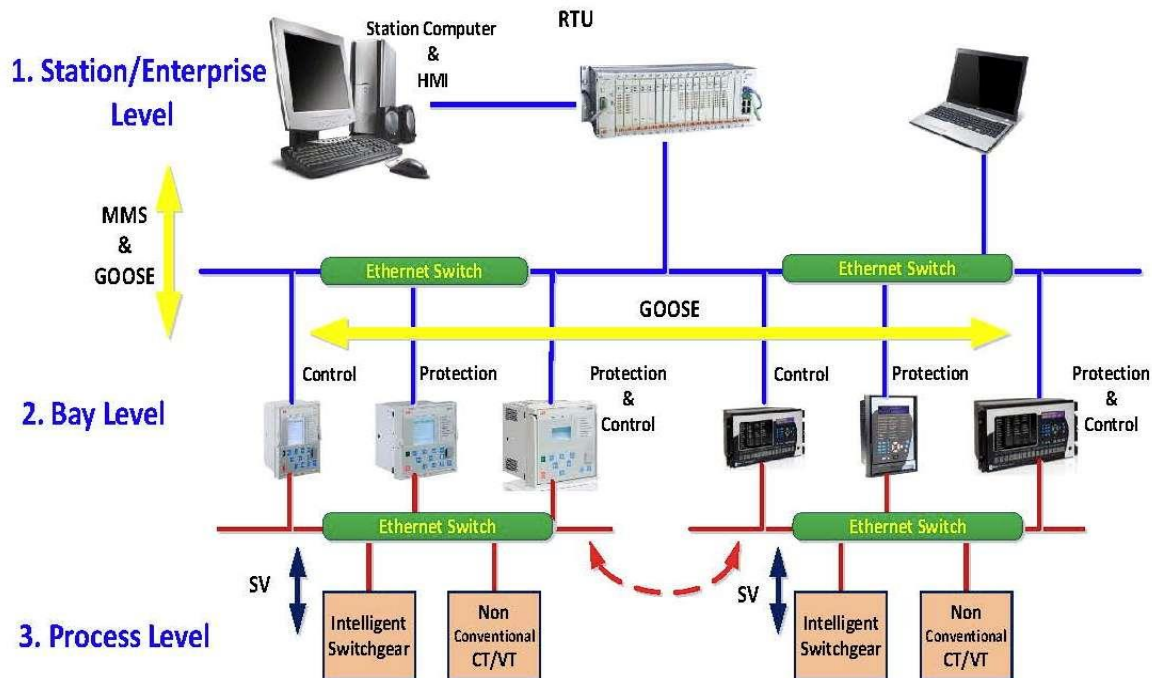 RTU
Station Computer
&
HMI
1. Station/Enterprise
Level
MMS
&
GOOSE
Ethernet Switch
Ethernet Switch
GOOSE
Control
Protection
Protection
&
Control
Control
Protection
Protection
&
Control
2. Bay Level
Ethernet Switch
Ethernet Switch
SV
SV
3. Process Level
Intelligent
Switchgear
Non
Conventional
CT/VT
Intelligent
Switchgear
Non
Conventional
CT/VT